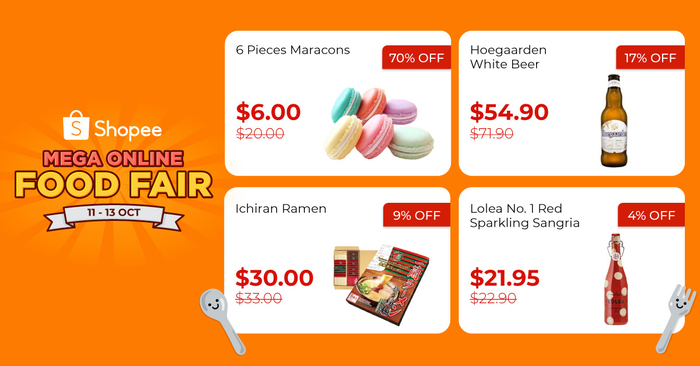 Shopee
MEGA ONLINE
FOOD FAIR
11 - 13 OCT
6 Pieces Maracons
70% OFF
$6.00
$20.00
Hoegaarden
White Beer
17% OFF
$54.90
$71.90
Ichiran Ramen
9% OFF
$30.00
$33.00
Lolea No. 1 Red
Sparkling Sangria
4% OFF
$21.95
$22.90